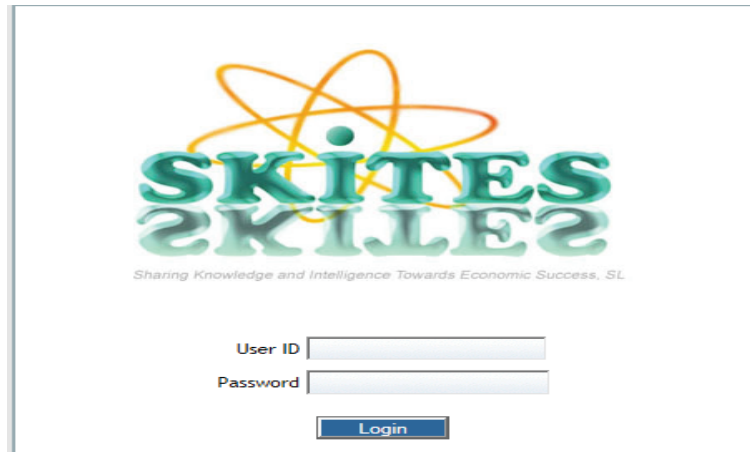 SKiTES
Sharing Knowledge and Intelligence Towards Economic Success, SL
User ID
Password
Login